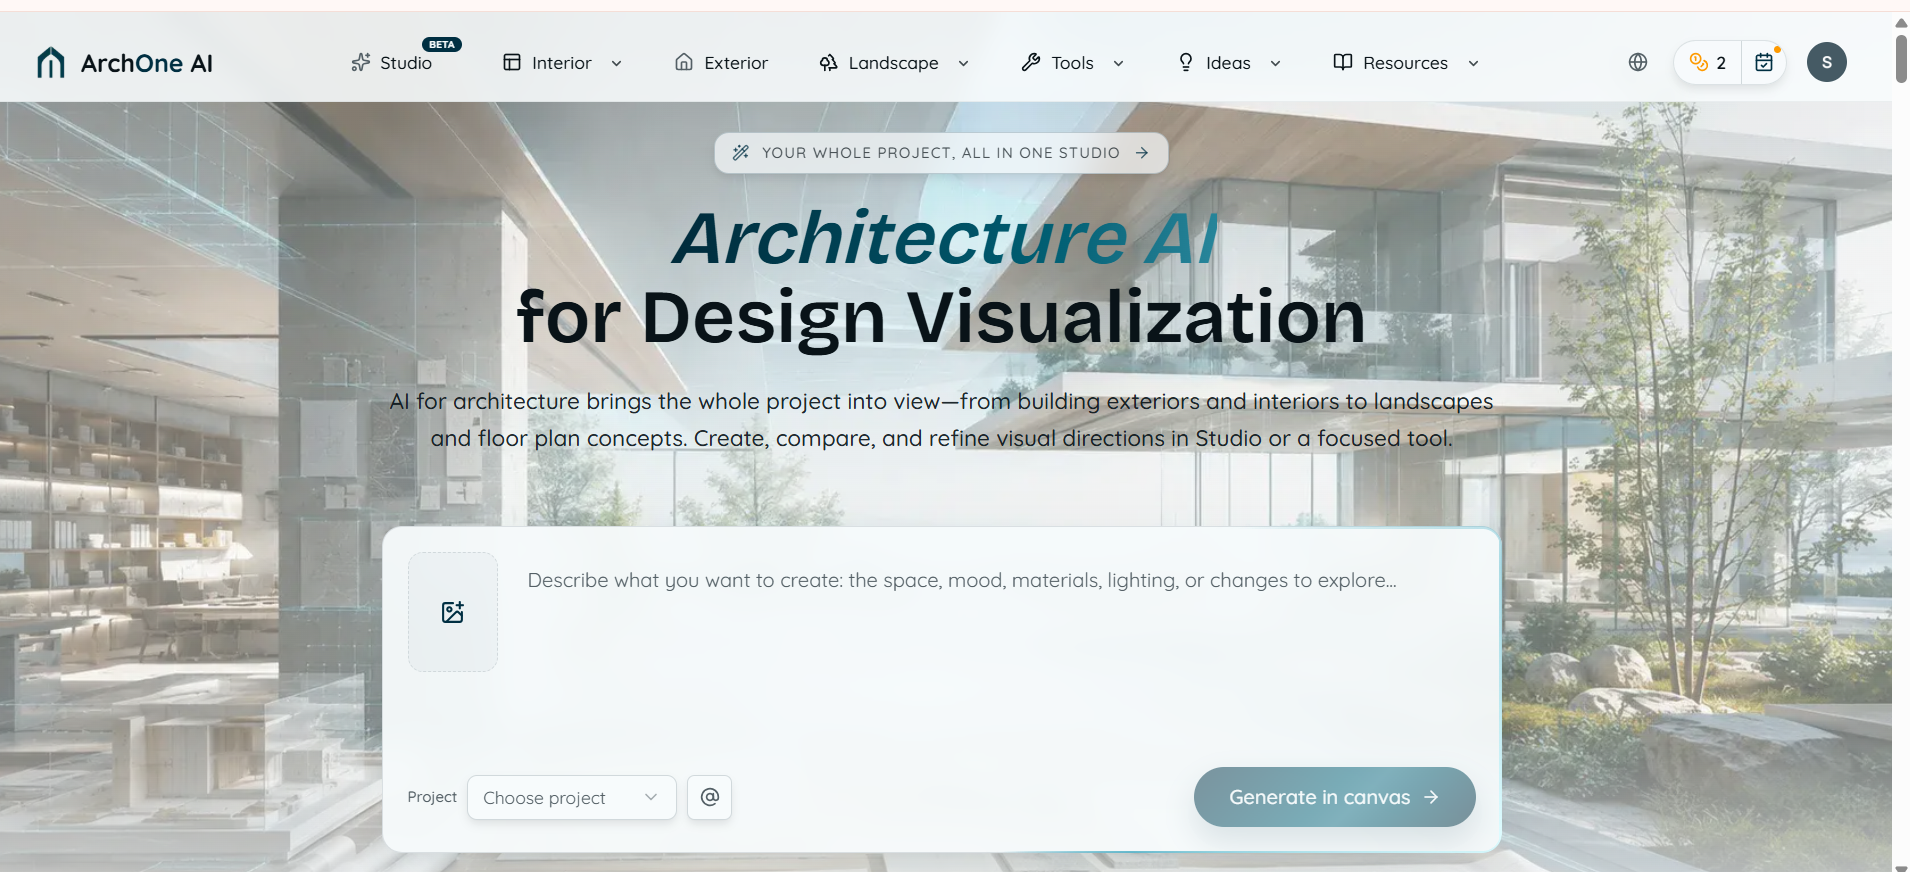 ArchOne AI
Studio
BETA
Interior
Exterior
Landscape
Tools
Ideas
Resources
2
S
YOUR WHOLE PROJECT, ALL IN ONE STUDIO
Architecture AI
for Design Visualization
AI for architecture brings the whole project into view—from building exteriors and interiors to landscapes
and floor plan concepts. Create, compare, and refine visual directions in Studio or a focused tool.
Describe what you want to create: the space, mood, materials, lighting, or changes to explore...
Project
Choose project
@
Generate in canvas